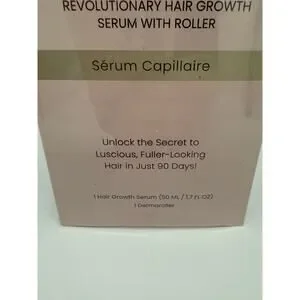 REVOLUTIONARY HAIR GROWTH
SERUM WITH ROLLER
Sérum Capillaire
Unlock the Secret to
Luscious, Fuller-Looking
Hair in Just 90 Days!
1 Hair Growth Serum (50 ML / 1.7 FL OZ)
1 Dermaroller